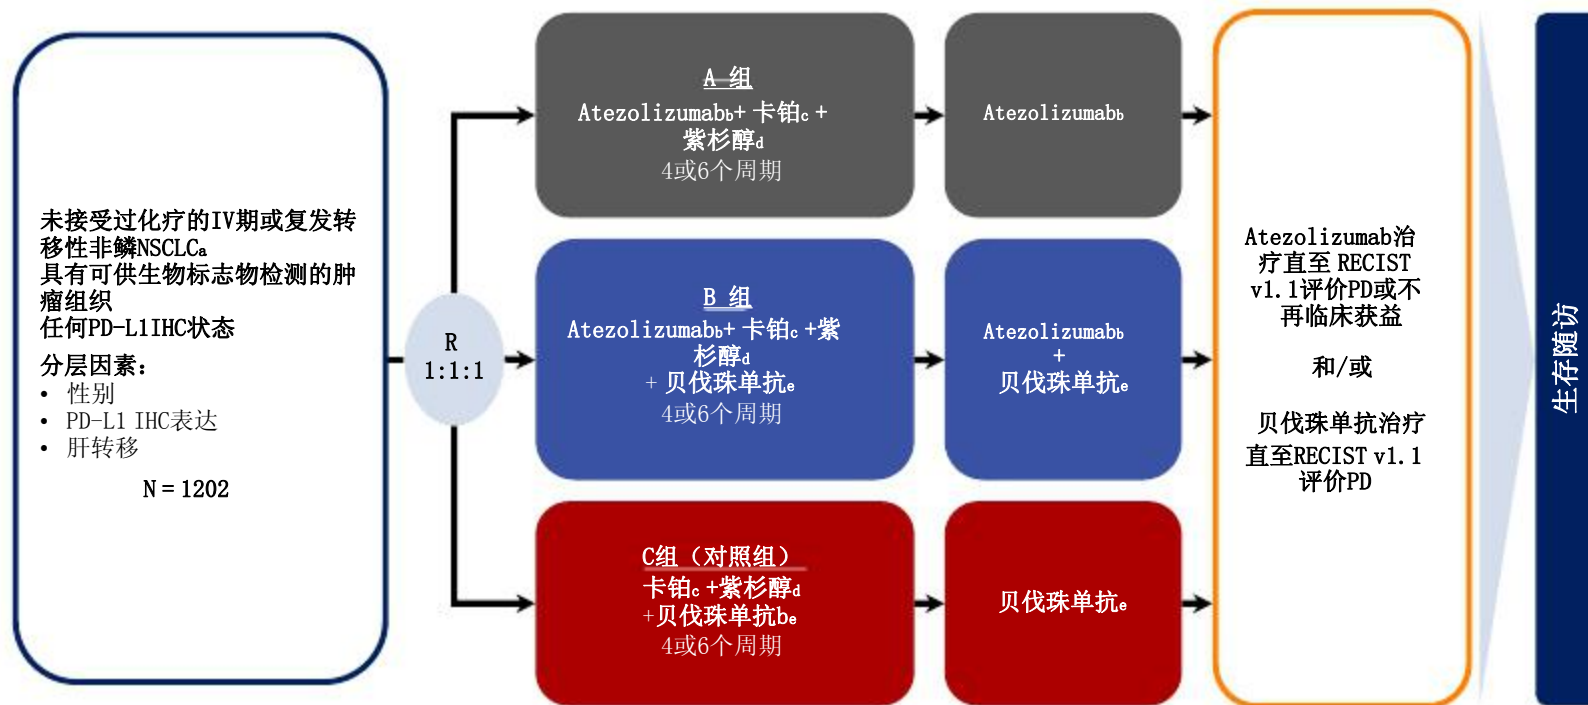 未接受过化疗的IV期或复发转
移性非鳞NSCLCa
具有可供生物标志物检测的肿
瘤组织
任何PD-L1IHC状态
分层因素：
• 性别
• PD-L1 IHC表达
• 肝转移
N = 1202
R
1:1:1
A 组
Atezolizumabb+ 卡铂c +
紫杉醇d
4或6个周期
Atezolizumabb
B 组
Atezolizumabb+ 卡铂c +紫
杉醇d
+ 贝伐珠单抗e
4或6个周期
Atezolizumabb
+
贝伐珠单抗e
C组（对照组）
卡铂c +紫杉醇d
+贝伐珠单抗be
4或6个周期
贝伐珠单抗e
Atezolizumab治
疗直至 RECIST
v1.1评价PD或不
再临床获益
和/或
贝伐珠单抗治疗
直至RECIST v1.1
评价PD
生存随访